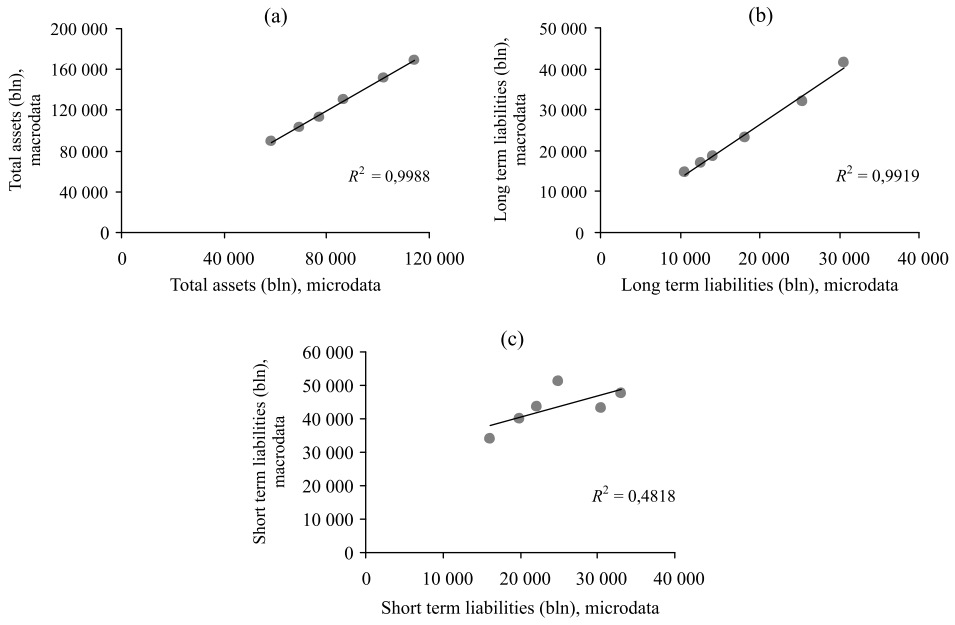 (a)
Total assets (bln),
macrodata
200 000
160 000
120 000
80 000
40 000
0
R² = 0,9988
0
40 000
80 000
120 000
Total assets (bln), microdata
(b)
Long term liabilities (bln),
macrodata
50 000
40 000
30 000
20 000
10 000
0
R² = 0,9919
0
10 000
20 000
30 000
40 000
Long term liabilities (bln), microdata
(c)
Short term liabilities (bln),
macrodata
60 000
50 000
40 000
30 000
20 000
10 000
0
R² = 0,4818
0
10 000
20 000
30 000
40 000
Short term liabilities (bln), microdata